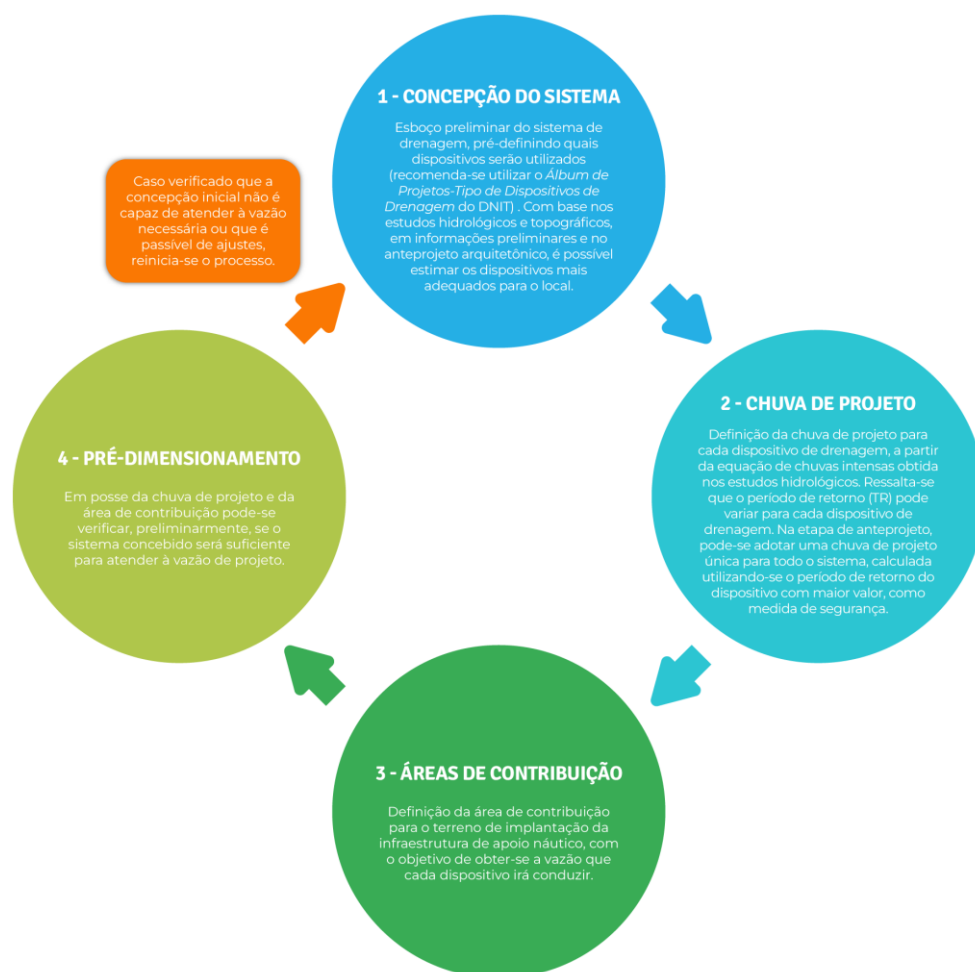 1 - CONCEPÇÃO DO SISTEMA
Esboço preliminar do sistema de
drenagem, pré-definindo quais
dispositivos serão utilizados
(recomenda-se utilizar o Álbum de
Projetos-Tipo de Dispositivos de
Drenagem do DNIT) . Com base nos
estudos hidrológicos e topográficos,
em informações preliminares e no
anteprojeto arquitetônico, é possível
estimar os dispositivos mais
adequados para o local.
Caso verificado que a
concepção inicial não é
capaz de atender à vazão
necessária ou que é
passível de ajustes,
reinicia-se o processo.
2 - CHUVA DE PROJETO
Definição da chuva de projeto para
cada dispositivo de drenagem, a partir
da equação de chuvas intensas obtida
nos estudos hidrológicos. Ressalta-se
que o período de retorno (TR) pode
variar para cada dispositivo de
drenagem. Na etapa de anteprojeto,
pode-se adotar uma chuva de projeto
única para todo o sistema, calculada
utilizando-se o período de retorno do
dispositivo com maior valor, como
medida de segurança.
3 - ÁREAS DE CONTRIBUIÇÃO
Definição da área de contribuição
para o terreno de implantação da
infraestrutura de apoio náutico, com
o objetivo de obter-se a vazão que
cada dispositivo irá conduzir.
4 - PRÉ-DIMENSIONAMENTO
Em posse da chuva de projeto e da
área de contribuição pode-se
verificar, preliminarmente, se o
sistema concebido será suficiente
para atender à vazão de projeto.